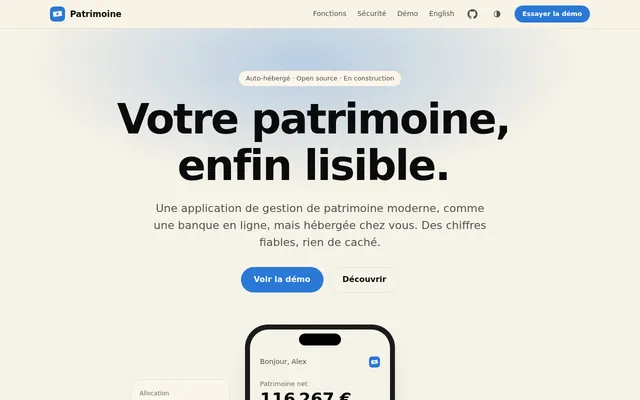 Patrimoine
Fonctions
Sécurité
Démo
English
Essayer la démo
Auto-hébergé · Open source · En construction
Votre patrimoine,
enfin lisible.
Une application de gestion de patrimoine moderne, comme
une banque en ligne, mais hébergée chez vous. Des chiffres
fiables, rien de caché.
Voir la démo
Découvrir
Bonjour, Alex
Patrimoine net
116 267 €
Allocation